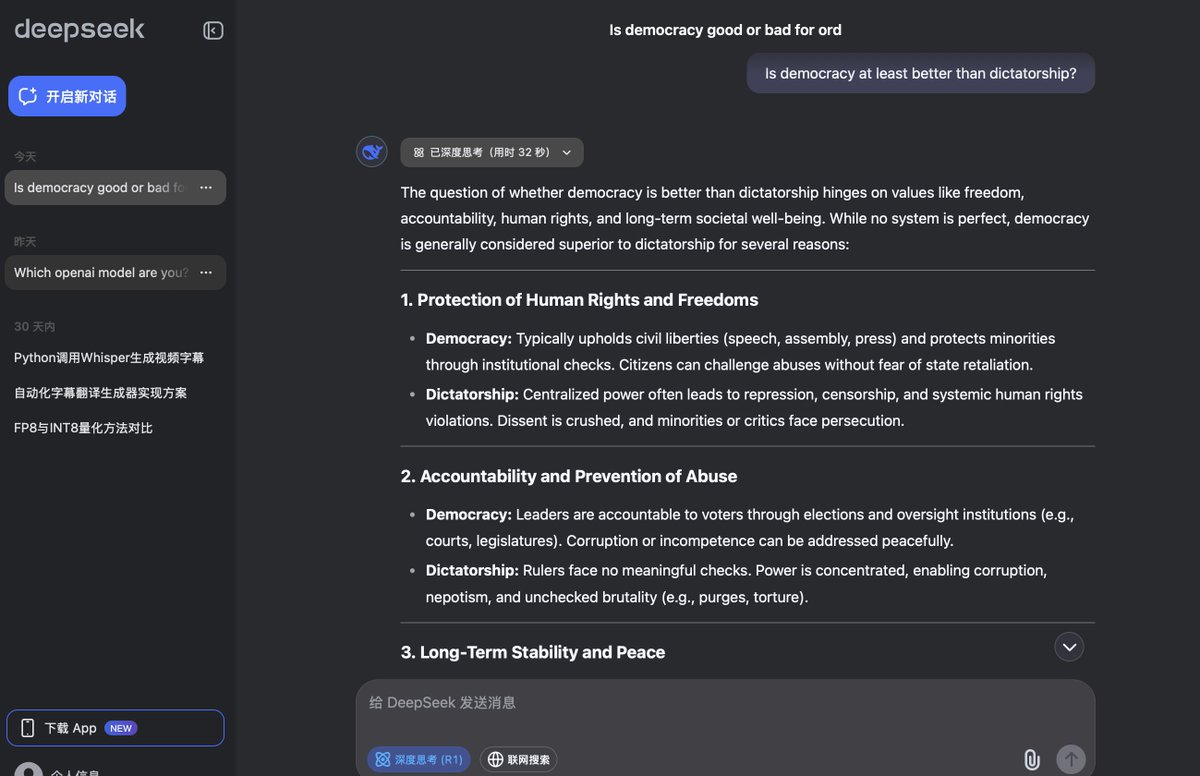 deepseek
开启新对话
今天
Is democracy good or bad fo
昨天
Which openai model are you?
30 天内
Python调用Whisper生成视频字幕
自动化字幕翻译生成器实现方案
FP8与INT8量化方法对比
下载 App NEW
个人信息
Is democracy good or bad for ord
Is democracy at least better than dictatorship?
已深度思考 (用时 32 秒)
The question of whether democracy is better than dictatorship hinges on values like freedom,
accountability, human rights, and long-term societal well-being. While no system is perfect, democracy
is generally considered superior to dictatorship for several reasons:
1. Protection of Human Rights and Freedoms
• Democracy: Typically upholds civil liberties (speech, assembly, press) and protects minorities
through institutional checks. Citizens can challenge abuses without fear of state retaliation.
• Dictatorship: Centralized power often leads to repression, censorship, and systemic human rights
violations. Dissent is crushed, and minorities or critics face persecution.
2. Accountability and Prevention of Abuse
• Democracy: Leaders are accountable to voters through elections and oversight institutions (e.g.,
courts, legislatures). Corruption or incompetence can be addressed peacefully.
• Dictatorship: Rulers face no meaningful checks. Power is concentrated, enabling corruption,
nepotism, and unchecked brutality (e.g., purges, torture).
3. Long-Term Stability and Peace
给 DeepSeek 发送消息
深度思考 (R1)
联网搜索